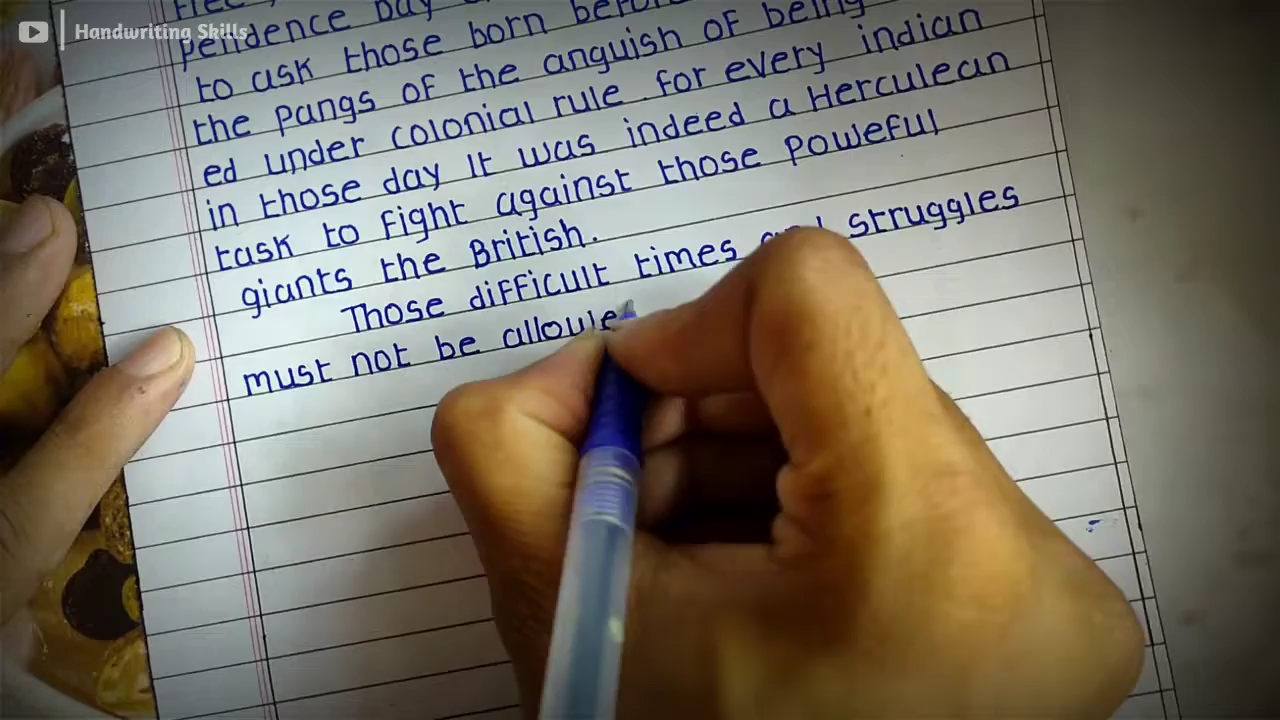 Handwriting Skills
pendence Day
to ask those born before
the pangs of the anguish of being
ed under colonial rule. for every indian
in those day It was indeed a Herculean
task to fight against those poweful
giants the British.
Those difficult times and struggles
must not be allowe